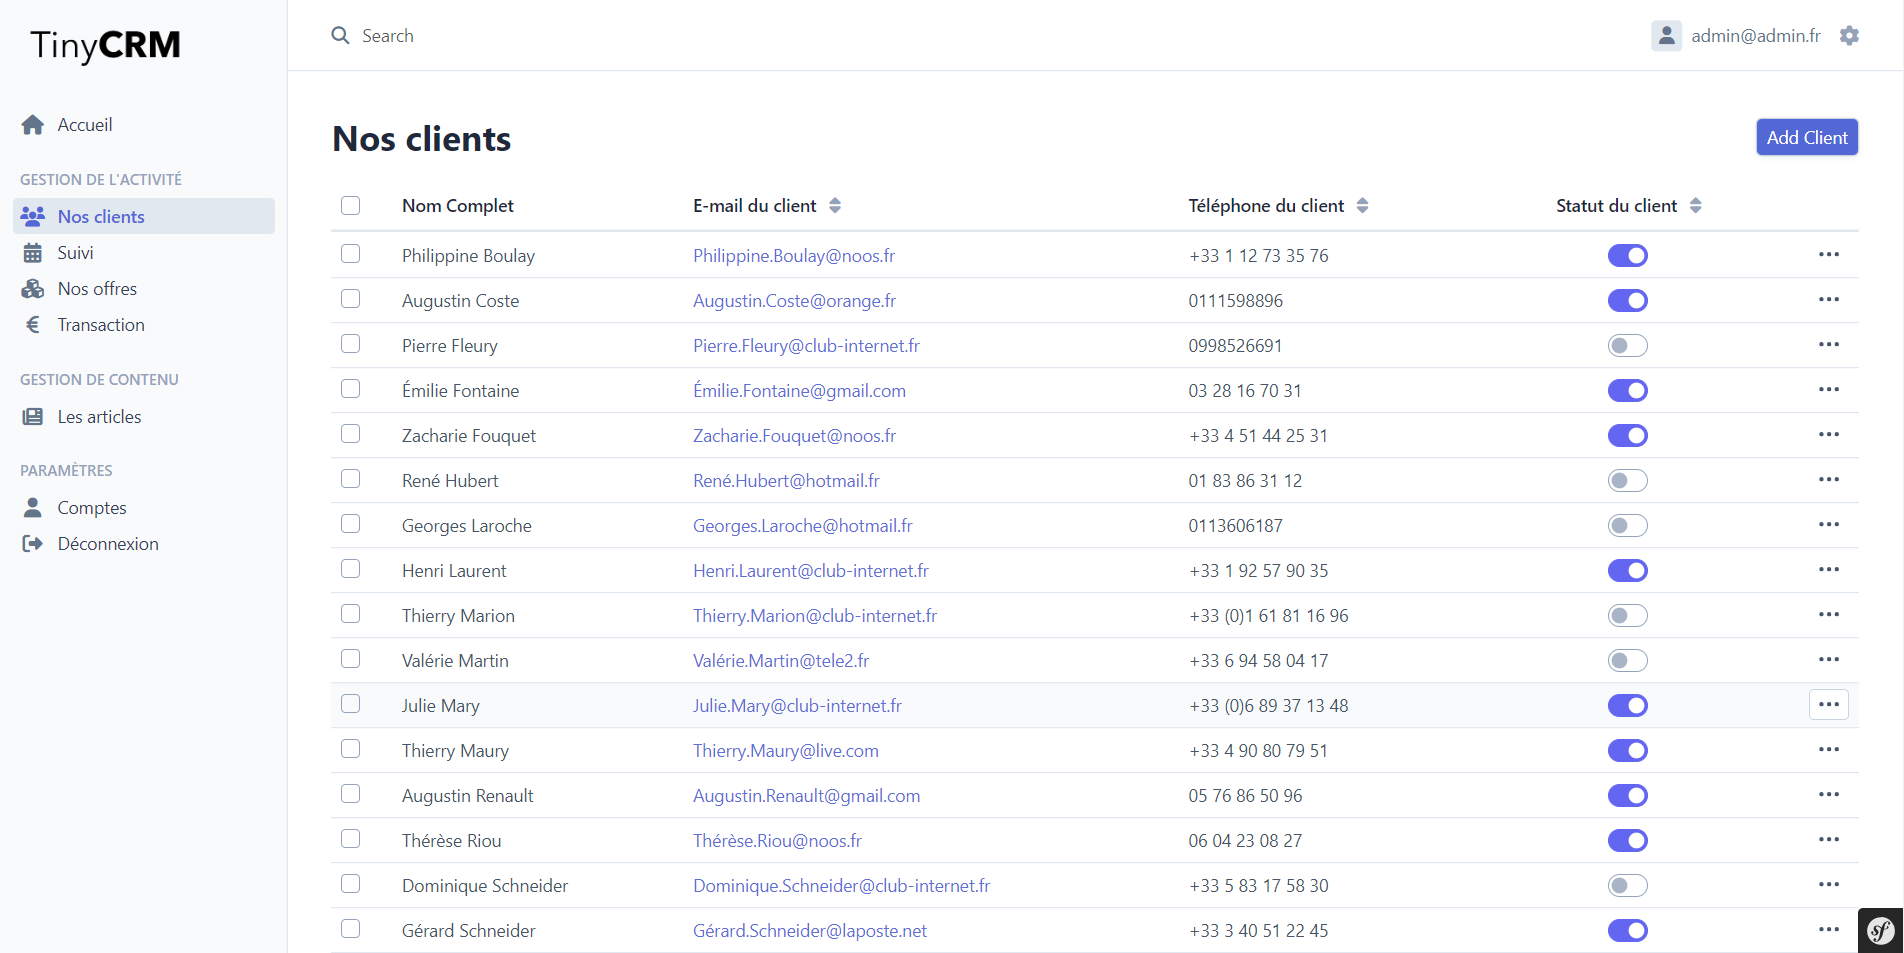 TinyCRM
Search
admin@admin.fr
Accueil
GESTION DE L'ACTIVITÉ
Nos clients
Suivi
Nos offres
Transaction
GESTION DE CONTENU
Les articles
PARAMÈTRES
Comptes
Déconnexion
Nos clients
Add Client
Nom Complet E-mail du client Téléphone du client Statut du client
Philippine Boulay Philippine.Boulay@noos.fr +33 1 12 73 35 76
Augustin Coste Augustin.Coste@orange.fr 0111598896
Pierre Fleury Pierre.Fleury@club-internet.fr 0998526691
Émilie Fontaine Émilie.Fontaine@gmail.com 03 28 16 70 31
Zacharie Fouquet Zacharie.Fouquet@noos.fr +33 4 51 44 25 31
René Hubert René.Hubert@hotmail.fr 01 83 86 31 12
Georges Laroche Georges.Laroche@hotmail.fr 0113606187
Henri Laurent Henri.Laurent@club-internet.fr +33 1 92 57 90 35
Thierry Marion Thierry.Marion@club-internet.fr +33 (0)1 61 81 16 96
Valérie Martin Valérie.Martin@tele2.fr +33 6 94 58 04 17
Julie Mary Julie.Mary@club-internet.fr +33 (0)6 89 37 13 48
Thierry Maury Thierry.Maury@live.com +33 4 90 80 79 51
Augustin Renault Augustin.Renault@gmail.com 05 76 86 50 96
Thérèse Riou Thérèse.Riou@noos.fr 06 04 23 08 27
Dominique Schneider Dominique.Schneider@club-internet.fr +33 5 83 17 58 30
Gérard Schneider Gérard.Schneider@laposte.net +33 3 40 51 22 45
sf